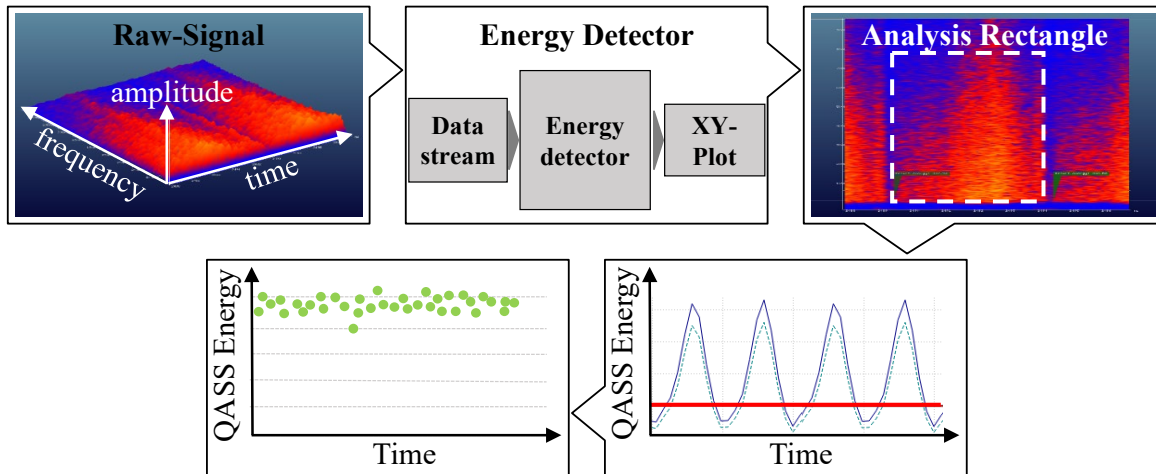 Raw-Signal
amplitude
frequency
time
Energy Detector
Data
stream
Energy
detector
XY-
Plot
Analysis Rectangle
QASS Energy
Time
QASS Energy
Time